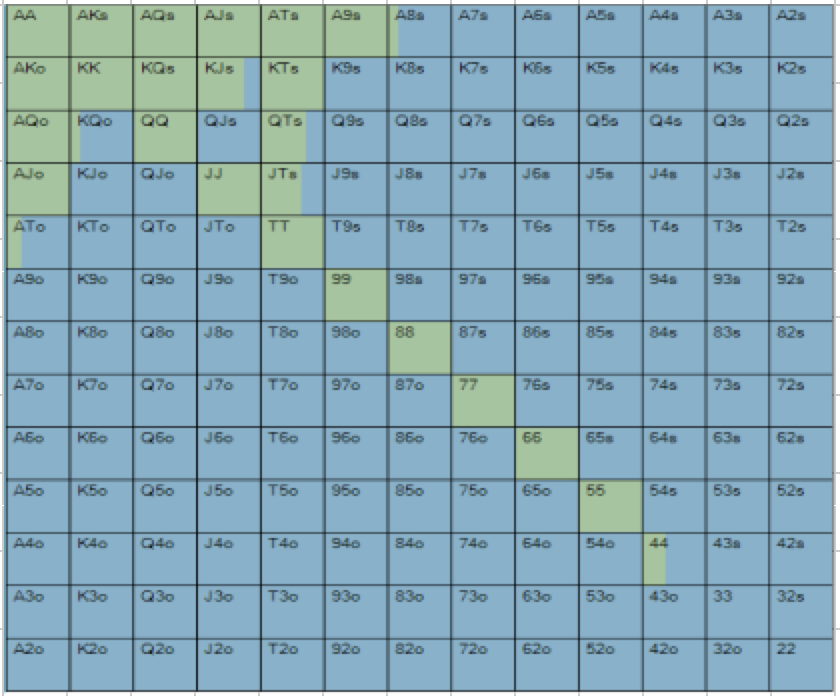 AA AKs AQs AJs ATs A9s A8s A7s A6s A5s A4s A3s A2s
AKo KK KQs KJs KTs K9s K8s K7s K6s K5s K4s K3s K2s
AQo KQo QQ QJs QTs Q9s Q8s Q7s Q6s Q5s Q4s Q3s Q2s
AJo KJo QJo JJ JTs J9s J8s J7s J6s J5s J4s J3s J2s
ATo KTo QTo JTo TT T9s T8s T7s T6s T5s T4s T3s T2s
A9o K9o Q9o J9o T9o 99 98s 97s 96s 95s 94s 93s 92s
A8o K8o Q8o J8o T8o 98o 88 87s 86s 85s 84s 83s 82s
A7o K7o Q7o J7o T7o 97o 87o 77 76s 75s 74s 73s 72s
A6o K6o Q6o J6o T6o 96o 86o 76o 66 65s 64s 63s 62s
A5o K5o Q5o J5o T5o 95o 85o 75o 65o 55 54s 53s 52s
A4o K4o Q4o J4o T4o 94o 84o 74o 64o 54o 44 43s 42s
A3o K3o Q3o J3o T3o 93o 83o 73o 63o 53o 43o 33 32s
A2o K2o Q2o J2o T2o 92o 82o 72o 62o 52o 42o 32o 22